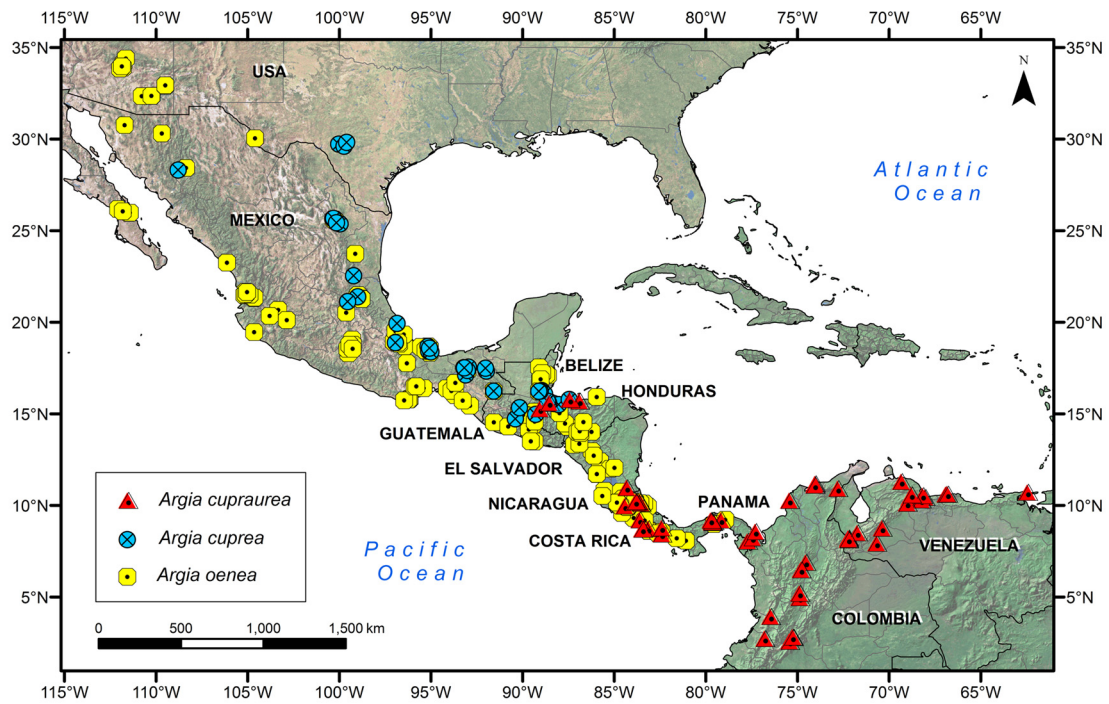 115°W 110°W 105°W 100°W 95°W 90°W 85°W 80°W 75°W 70°W 65°W
35°N 35°N
N
USA
30°N 30°N
Atlantic
Ocean
MEXICO
25°N 25°N
20°N 20°N
BELIZE
HONDURAS
15°N 15°N
GUATEMALA
EL SALVADOR
Argia cupraurea
NICARAGUA
PANAMA
10°N 10°N
Argia cuprea
COSTA RICA
Pacific
Ocean
VENEZUELA
Argia oenea
5°N 5°N
COLOMBIA
0 500 1,000 1,500 km
115°W 110°W 105°W 100°W 95°W 90°W 85°W 80°W 75°W 70°W 65°W